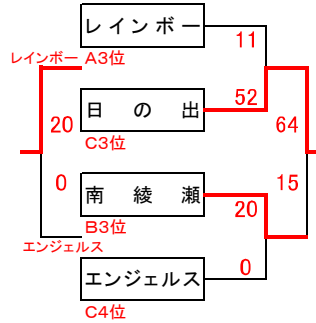 レインボー
11
レインボー A3位
52
20
日の出
64
C3位
0
15
南綾瀬
20
B3位
エンジェルス
0
エンジェルス
C4位